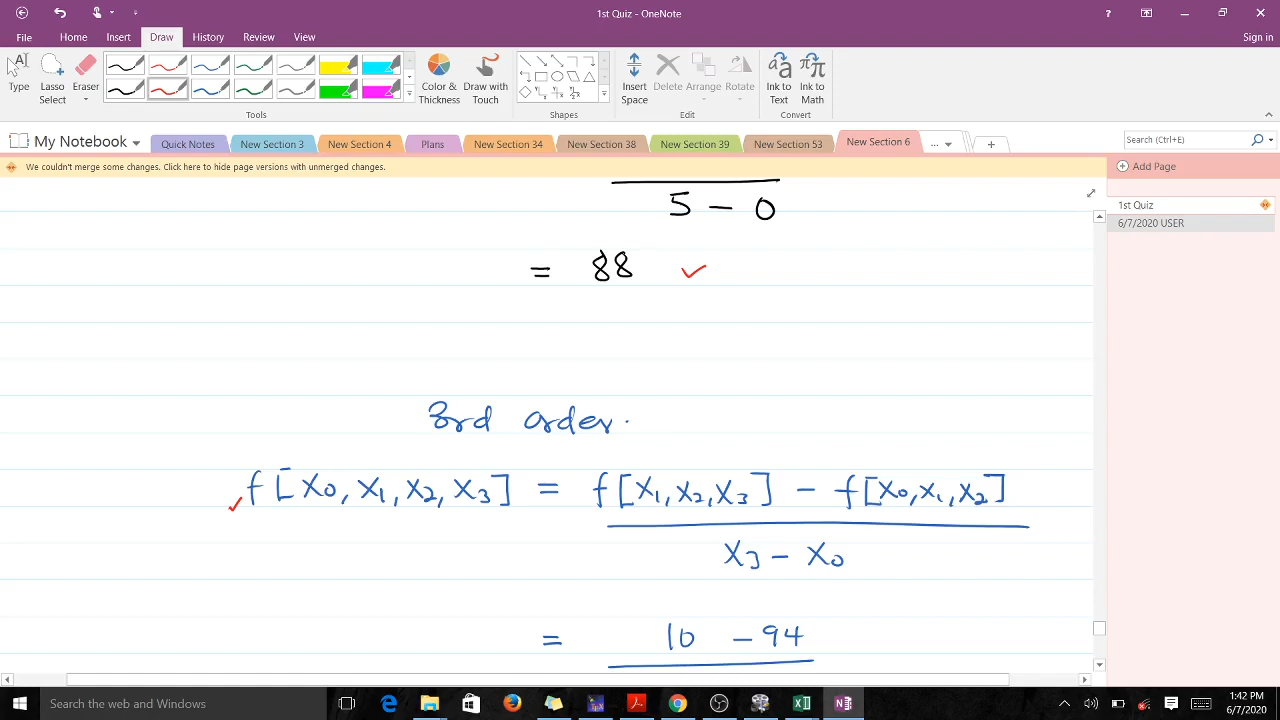 1st Quiz - OneNote
Sign in
File Home Insert Draw History Review View
Type Lasso Select Eraser Color & Thickness Draw with Touch Insert Space Delete Arrange Rotate Ink to Text Ink to Math
Tools Shapes Edit Convert
My Notebook Quick Notes New Section 3 New Section 4 Plans New Section 34 New Section 38 New Section 39 New Section 53 New Section 6 ... Search (Ctrl+E)
We couldn't merge some changes. Click here to hide page versions with unmerged changes.
Add Page
1st Quiz
6/7/2020 USER
5 - 0
= 88 ✓
3rd order.
✓ f[x0, x1, x2, x3] = f[x1, x2, x3] - f[x0, x1, x2]
x3 - x0
= 10 - 94
Search the web and Windows
1:42 PM
6/7/2020